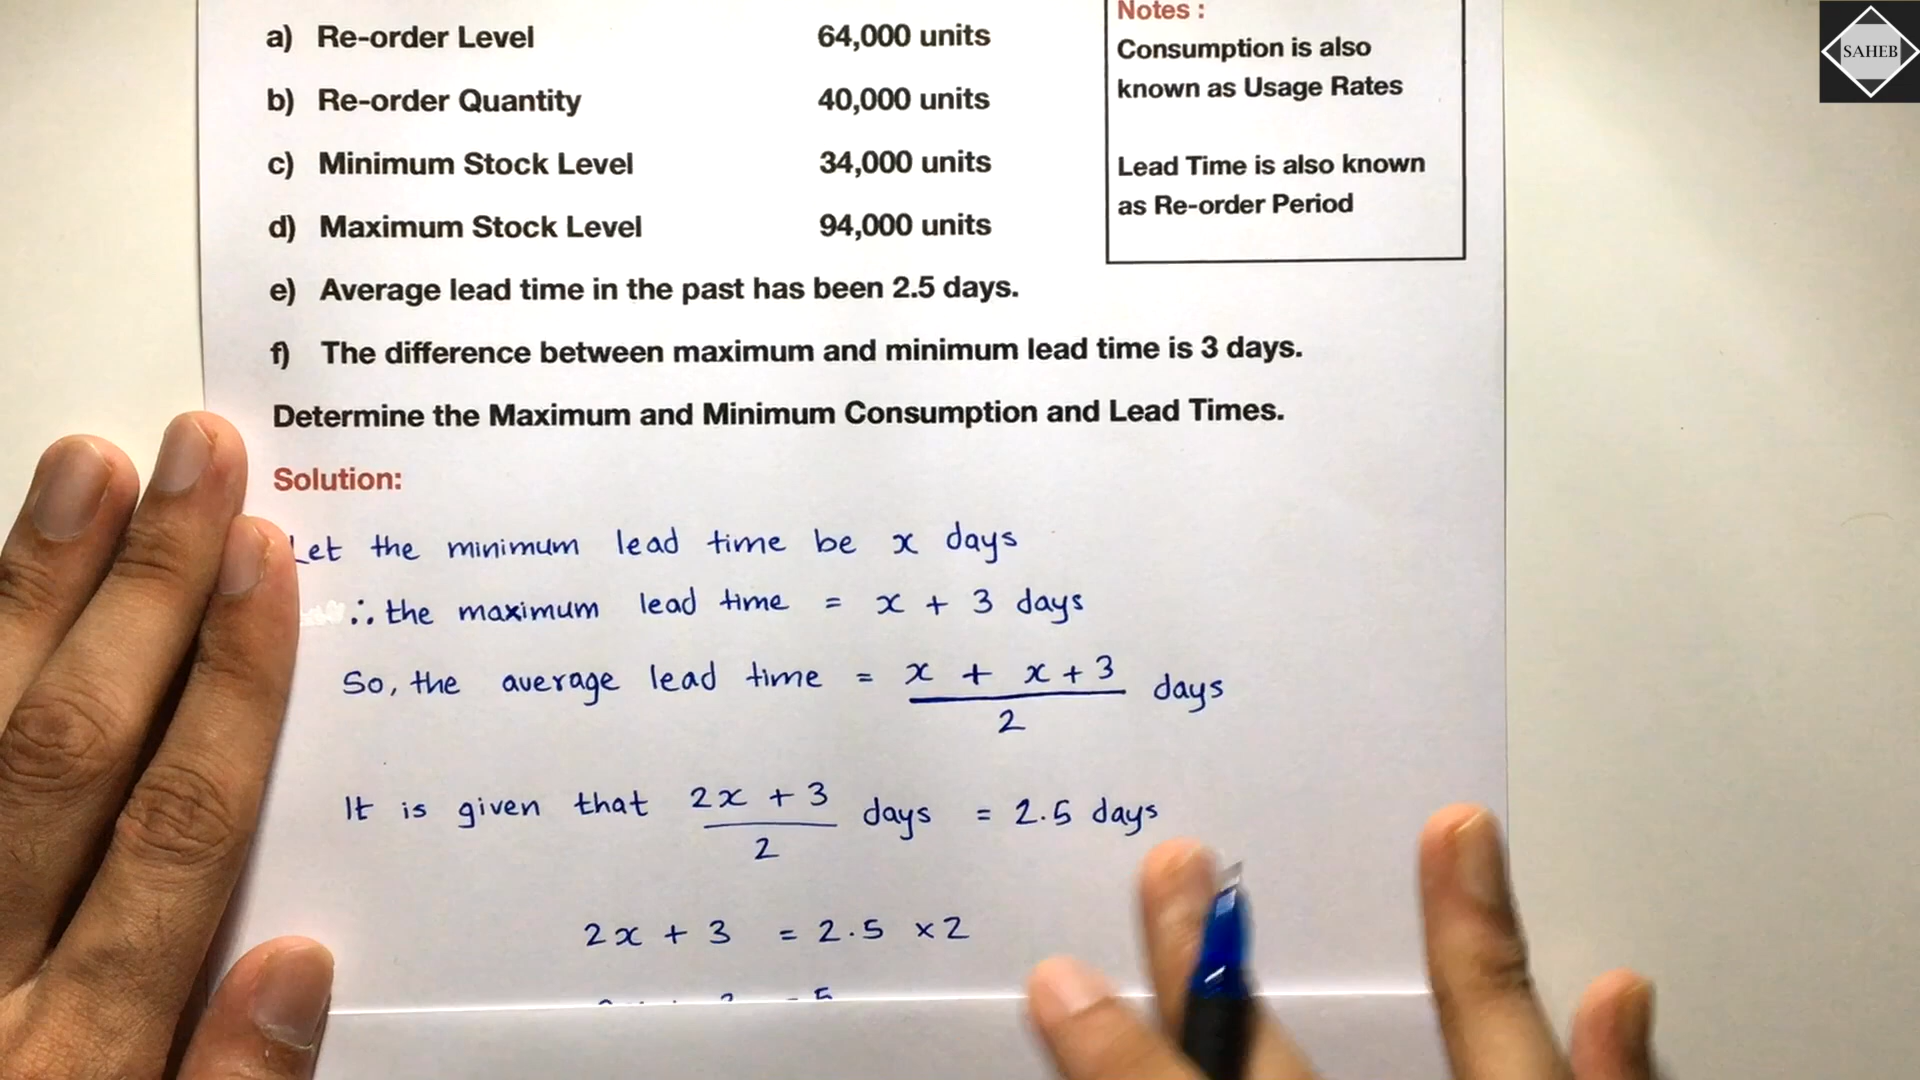 a) Re-order Level 64,000 units
b) Re-order Quantity 40,000 units
c) Minimum Stock Level 34,000 units
d) Maximum Stock Level 94,000 units
e) Average lead time in the past has been 2.5 days.
f) The difference between maximum and minimum lead time is 3 days.
Notes :
Consumption is also
known as Usage Rates
Lead Time is also known
as Re-order Period
SAHEB
Determine the Maximum and Minimum Consumption and Lead Times.
Solution:
Let the minimum lead time be x days
∴ the maximum lead time = x + 3 days
So, the average lead time = x + x + 3 days
2
It is given that 2x + 3 days = 2.5 days
2
2x + 3 = 2.5 x 2